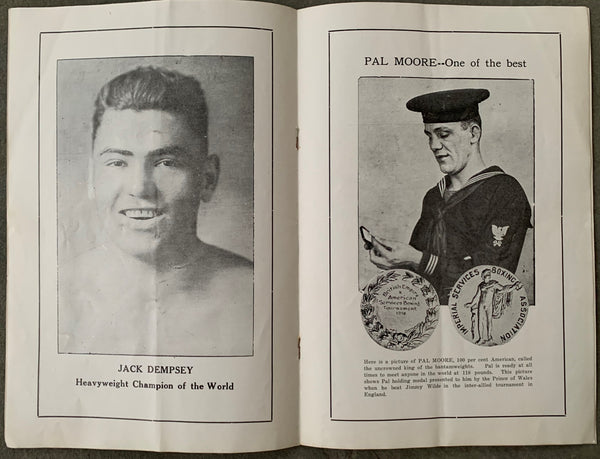 JACK DEMPSEY
Heavyweight Champion of the World
PAL MOORE--One of the best
British Empire
&
American
Services Boxing
Tournament
1918
IMPERIAL SERVICES BOXING ASSOCIATION
Here is a picture of PAL MOORE, 100 per cent American, called
the uncrowned king of the bantamweights. Pal is ready at all
times to meet anyone in the world at 118 pounds. This picture
shows Pal holding medal presented to him by the Prince of Wales
when he beat Jimmy Wilde in the inter-allied tournament in
England.